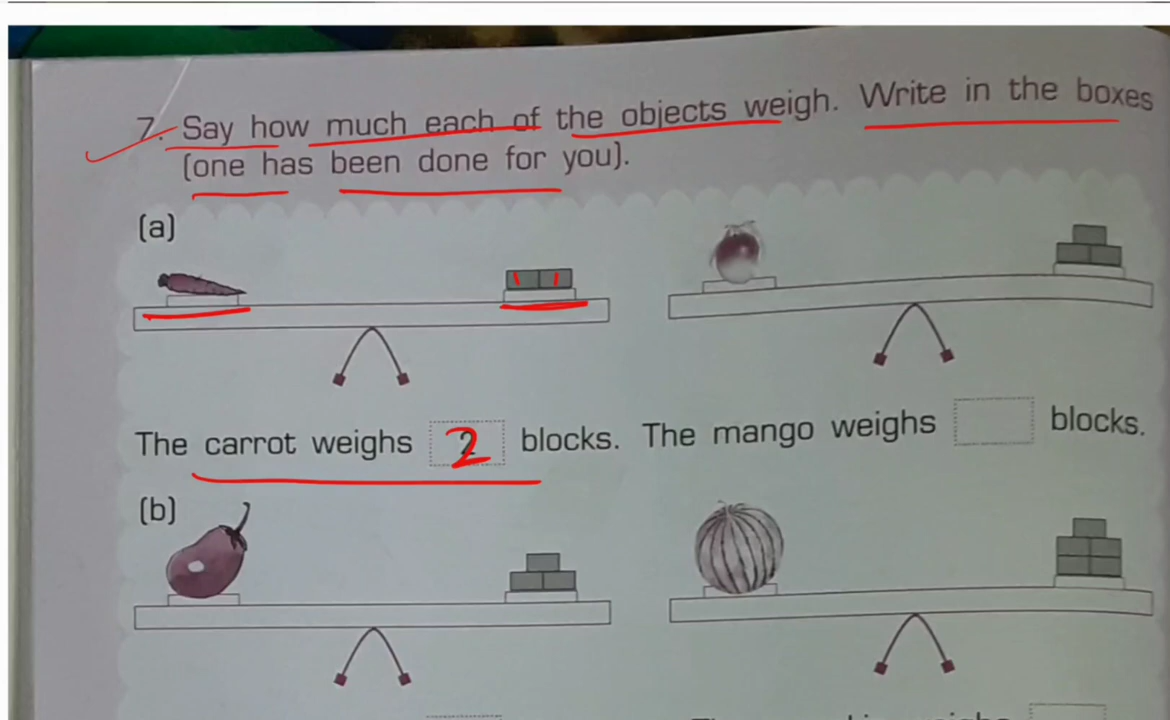 7. Say how much each of the objects weigh. Write in the boxes
(one has been done for you).
(a)
The carrot weighs 2 blocks. The mango weighs blocks.
(b)